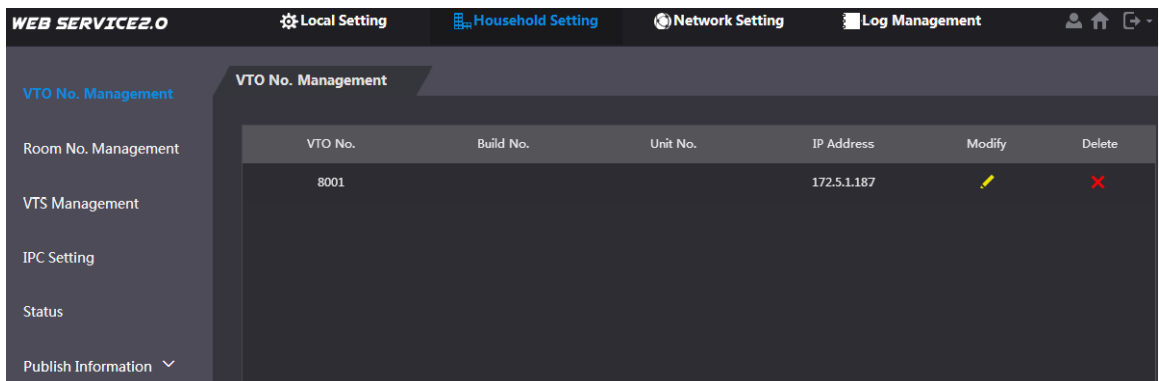 WEB SERVICE2.0 Local Setting Household Setting Network Setting Log Management
VTO No. Management
VTO No. Management
Room No. Management
VTS Management
IPC Setting
Status
Publish Information
VTO No. Build No. Unit No. IP Address Modify Delete
8001 172.5.1.187